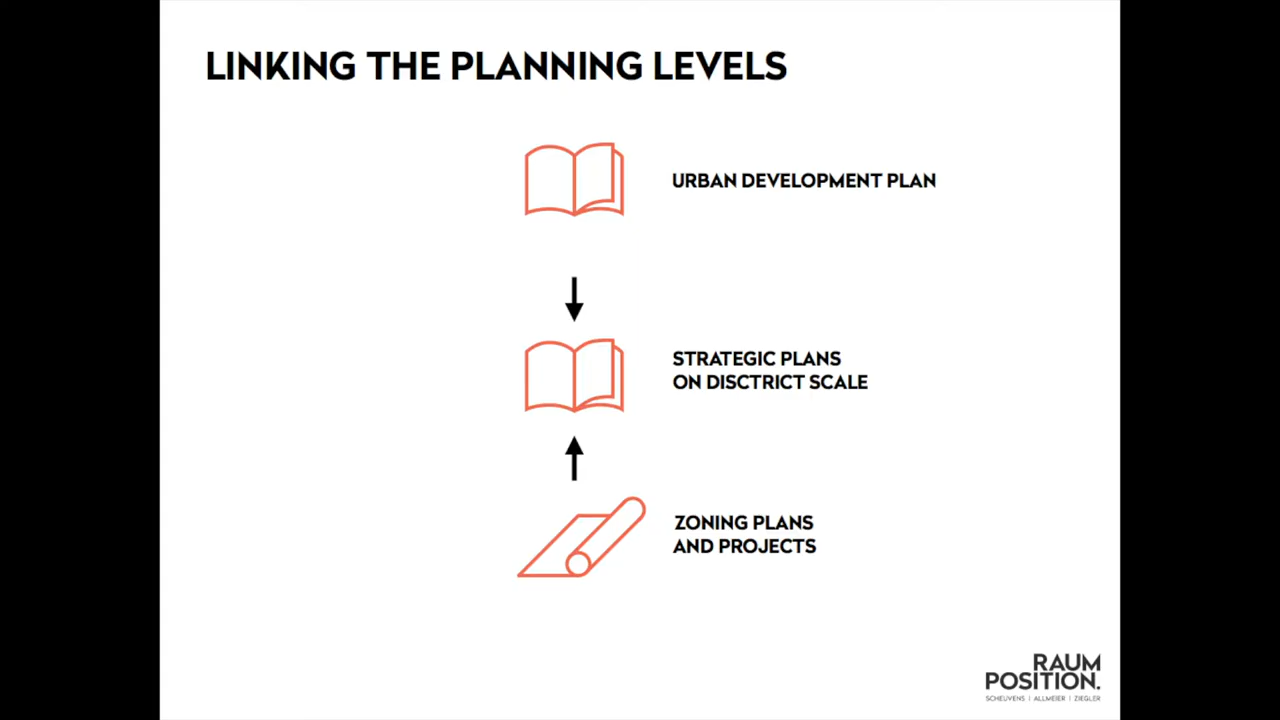 LINKING THE PLANNING LEVELS
URBAN DEVELOPMENT PLAN
STRATEGIC PLANS
ON DISCTRICT SCALE
ZONING PLANS
AND PROJECTS
RAUM
POSITION.
SCHEUVENS | ALLMEIER | ZIEGLER